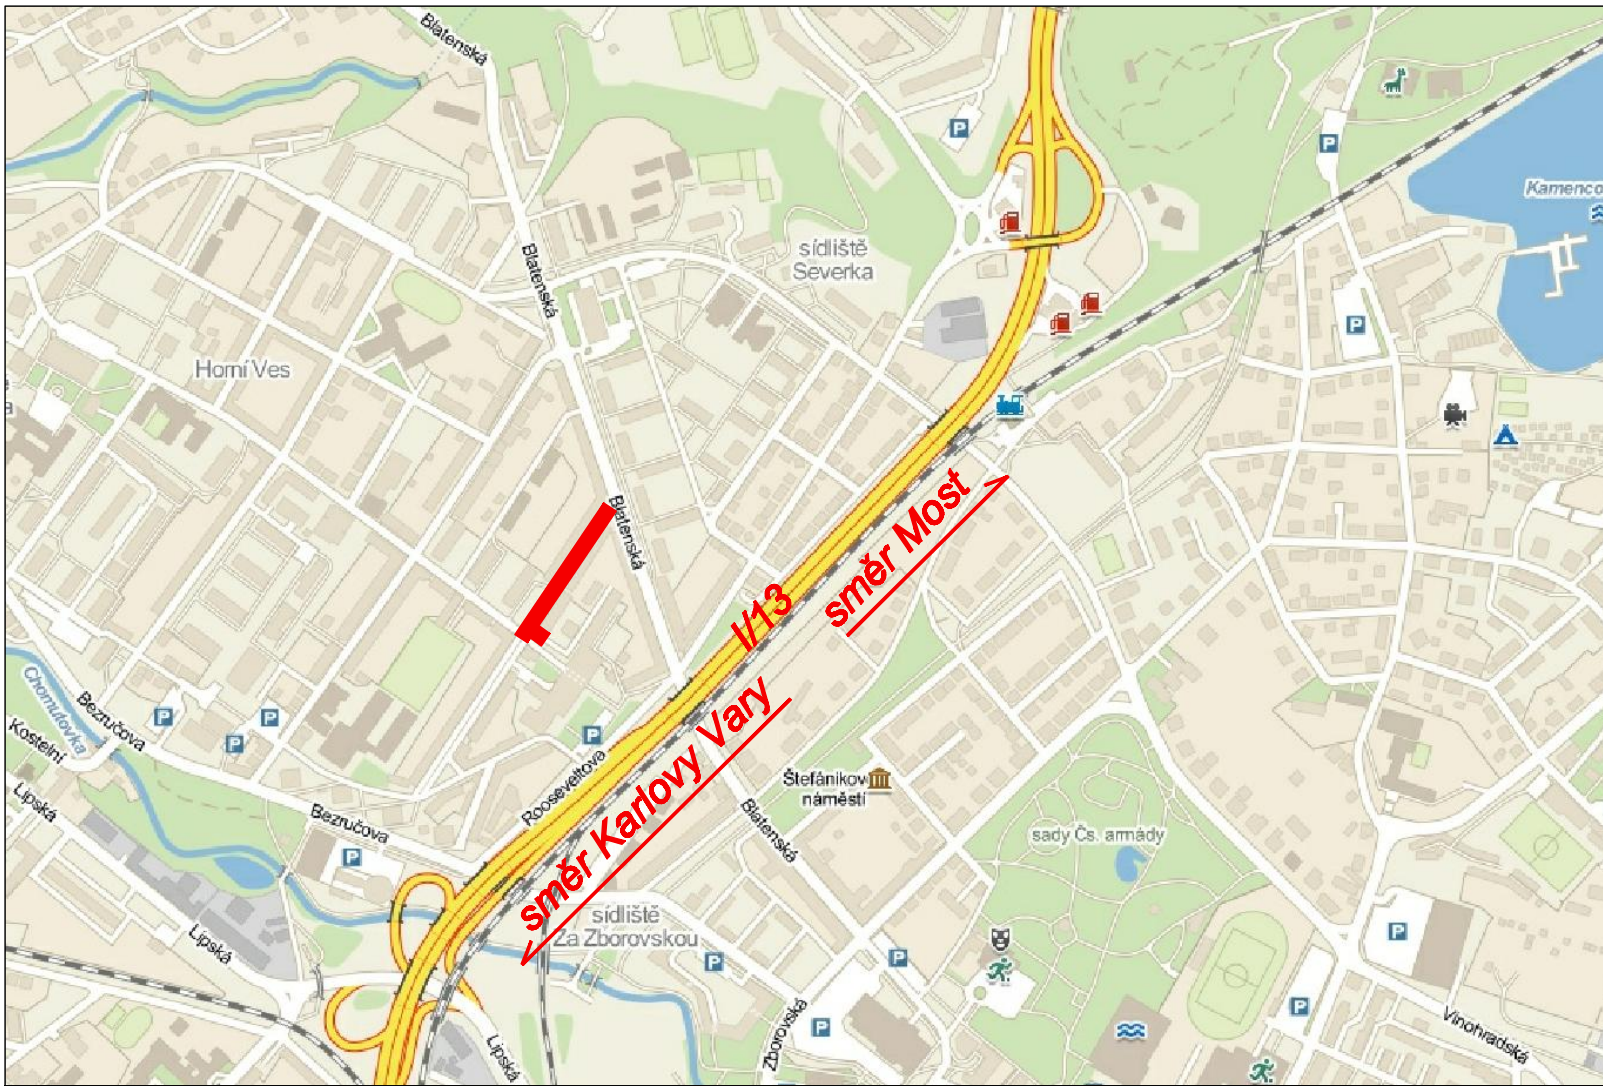 Blatenská
Kamenco
sídliště
Severka
Blatenská
Horní Ves
a
Blatenská
směr Most
I/13
Chomutovka
Bezručova
Kostelní
směr Karlovy Vary
Rooseveltova
Štefánikov
náměstí
Lipská
Bezručova
Blatenská
sady Čs. armády
sídliště
Za Zborovskou
Lipská
Zborovská
Vinohradská
Lipská
P
P
P
P
P
P
P
P
P
P
P
P
P